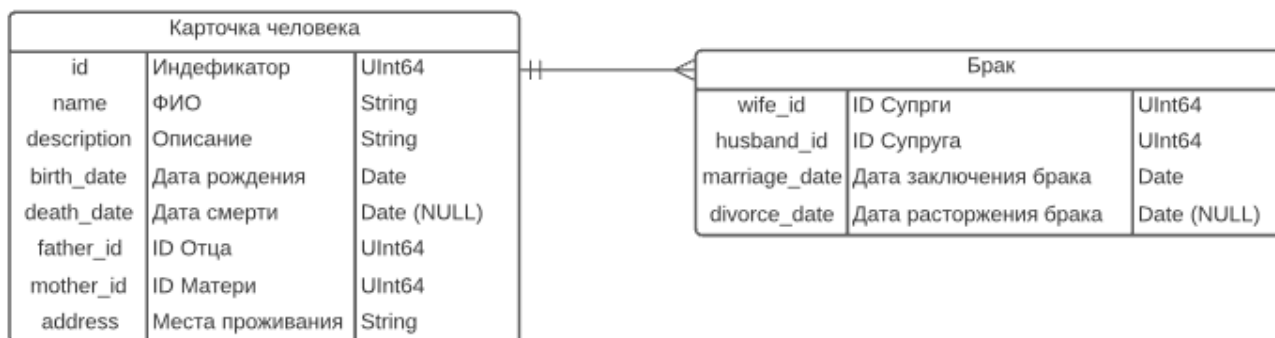 Карточка человека
id Индефикатор UInt64
name ФИО String
description Описание String
birth_date Дата рождения Date
death_date Дата смерти Date (NULL)
father_id ID Отца UInt64
mother_id ID Матери UInt64
address Места проживания String
Брак
wife_id ID Супрги UInt64
husband_id ID Супруга UInt64
marriage_date Дата заключения брака Date
divorce_date Дата расторжения брака Date (NULL)